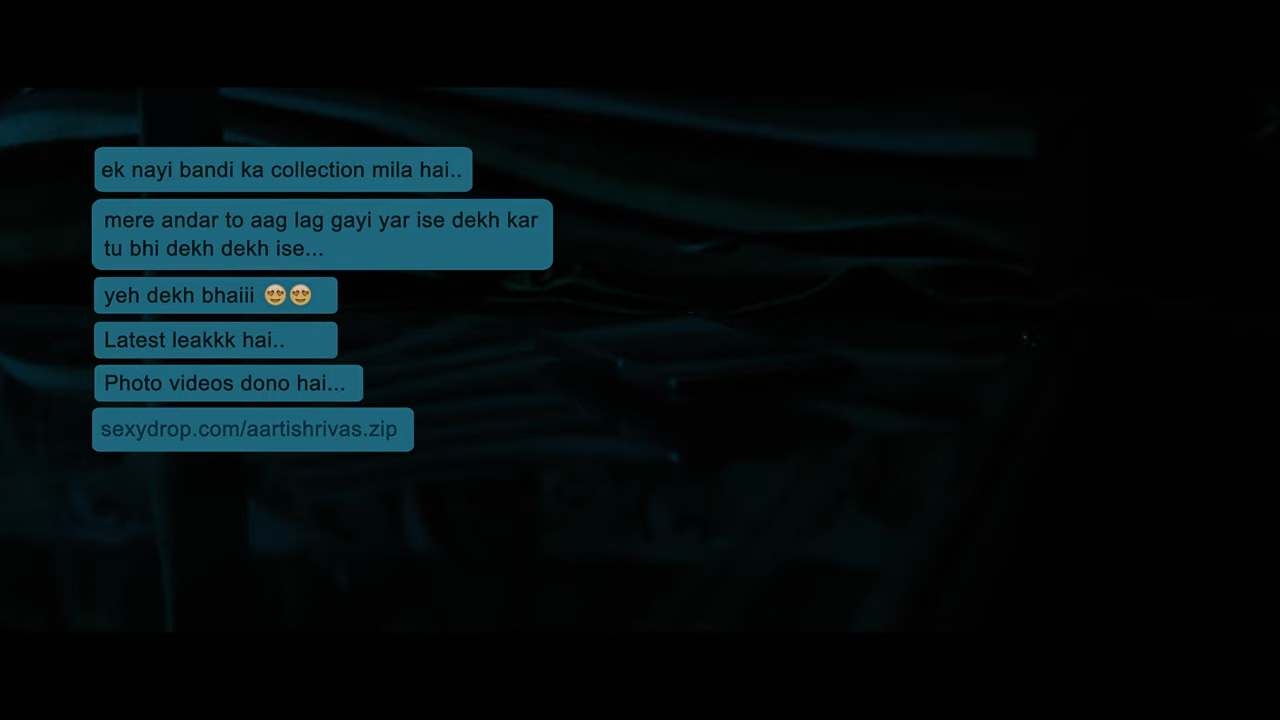 ek nayi bandi ka collection mila hai..
mere andar to aag lag gayi yar ise dekh kar
tu bhi dekh dekh ise...
yeh dekh bhaiii 😍😍
Latest leakkk hai..
Photo videos dono hai...
sexydrop.com/aartishrivas.zip